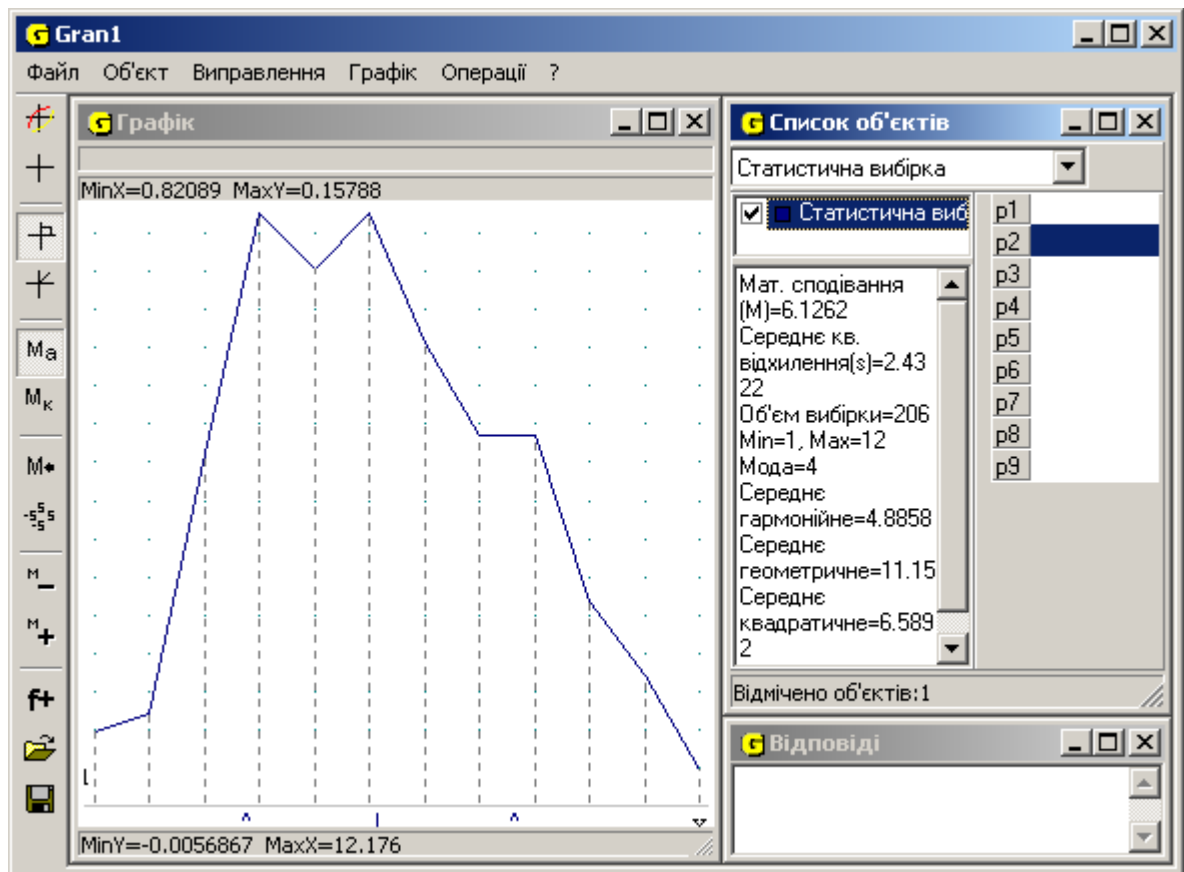 Gran1
Файл Об'єкт Виправлення Графік Операції ?
Графік
MinX=0.82089 MaxY=0.15788
MinY=-0.0056867 MaxX=12.176
Ma
Mк
M
-s s s -s
M
M +
f+
Список об'єктів
Статистична вибірка
Статистична виб
Мат. сподівання
(M)=6.1262
Середнє кв.
відхилення(s)=2.43
22
Об'єм вибірки=206
Min=1, Max=12
Мода=4
Середнє
гармонійне=4.8858
Середнє
геометричне=11.15
Середнє
квадратичне=6.589
2
p1
p2
p3
p4
p5
p6
p7
p8
p9
Відмічено об'єктів:1
Відповіді